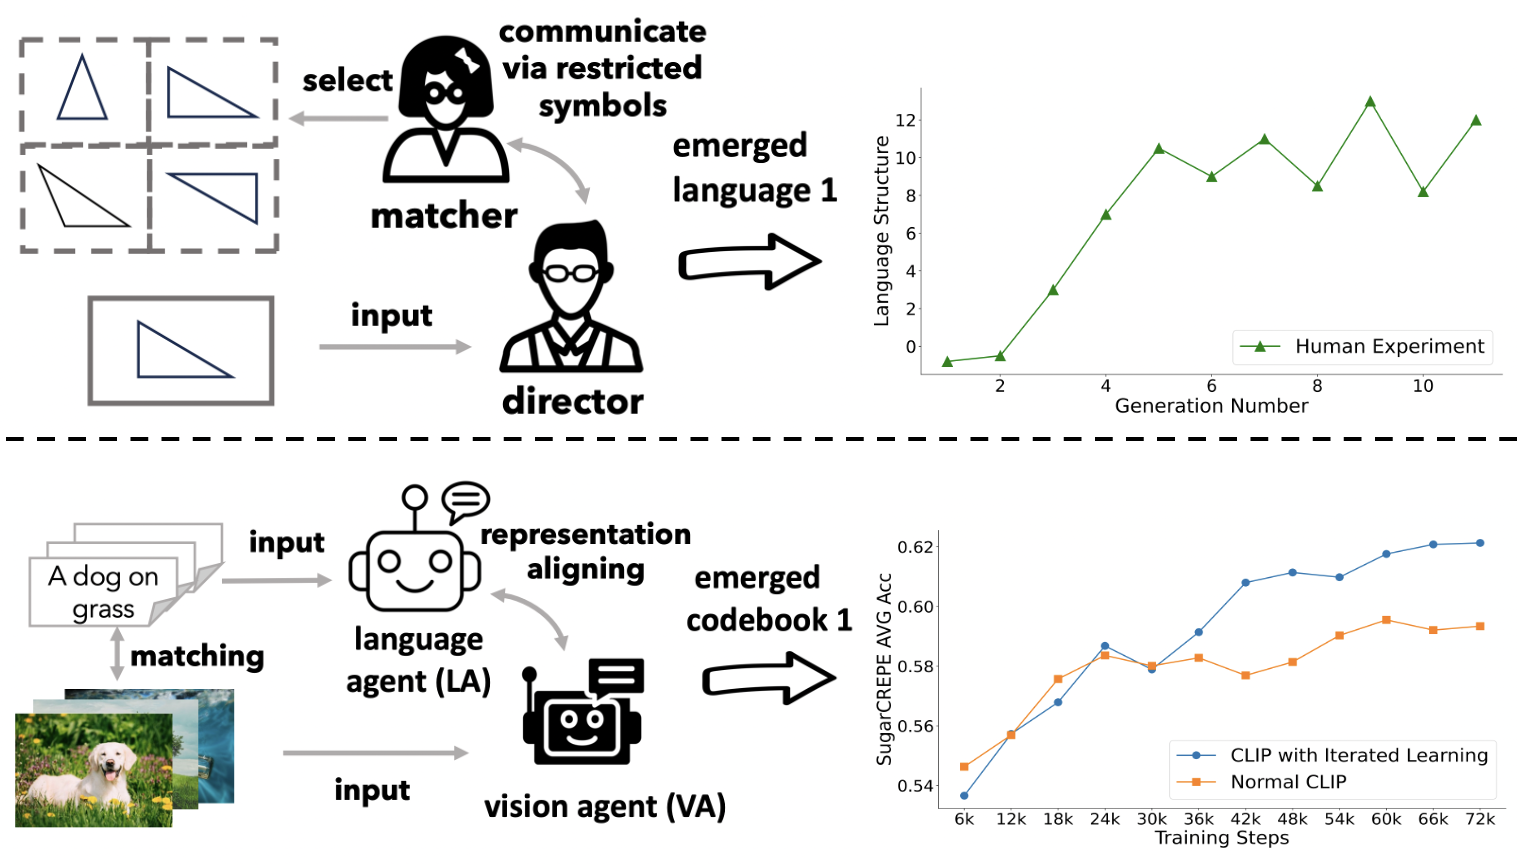 communicate
via restricted
symbols
select
matcher
emerged
language 1
input
director
Language Structure
12
10
8
6
4
2
0
Human Experiment
2 4 6 8 10
Generation Number
A dog on
grass
input
matching
representation
aligning
language
agent (LA)
input
vision agent (VA)
emerged
codebook 1
SugarCREPE AVG Acc
0.62
0.60
0.58
0.56
0.54
CLIP with Iterated Learning
Normal CLIP
6k 12k 18k 24k 30k 36k 42k 48k 54k 60k 66k 72k
Training Steps